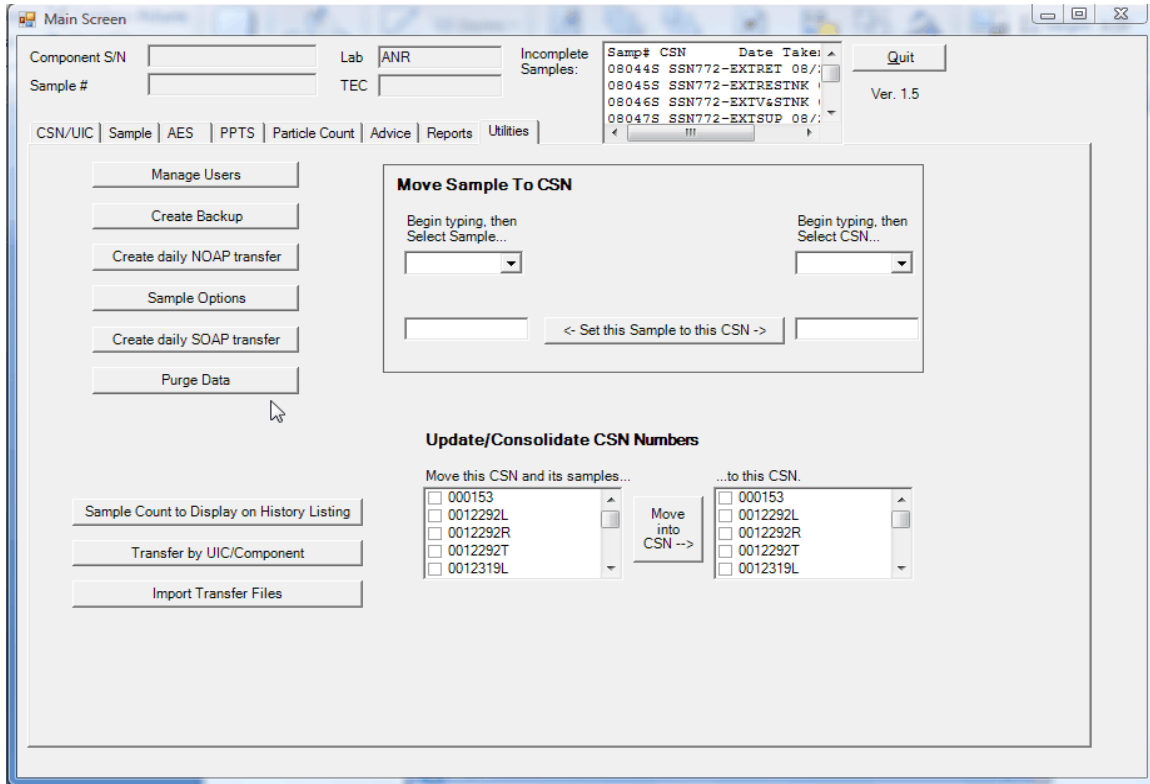 Main Screen
Component S/N
Lab ANR
Incomplete
Samples:
Samp# CSN Date Taken
08044S SSN772-EXTRET 08/
08045S SSN772-EXTRESTNK
08046S SSN772-EXTV&STNK
08047S SSN772-EXTSUP 08/
Quit
Sample #
TEC
Ver. 1.5
CSN/UIC Sample AES PPTS Particle Count Advice Reports Utilities
Manage Users
Create Backup
Create daily NOAP transfer
Sample Options
Create daily SOAP transfer
Purge Data
Move Sample To CSN
Begin typing, then
Select Sample...
Begin typing, then
Select CSN...
<- Set this Sample to this CSN ->
Update/Consolidate CSN Numbers
Move this CSN and its samples...
...to this CSN.
000153
0012292L
0012292R
0012292T
0012319L
Move
into
CSN -->
000153
0012292L
0012292R
0012292T
0012319L
Sample Count to Display on History Listing
Transfer by UIC/Component
Import Transfer Files